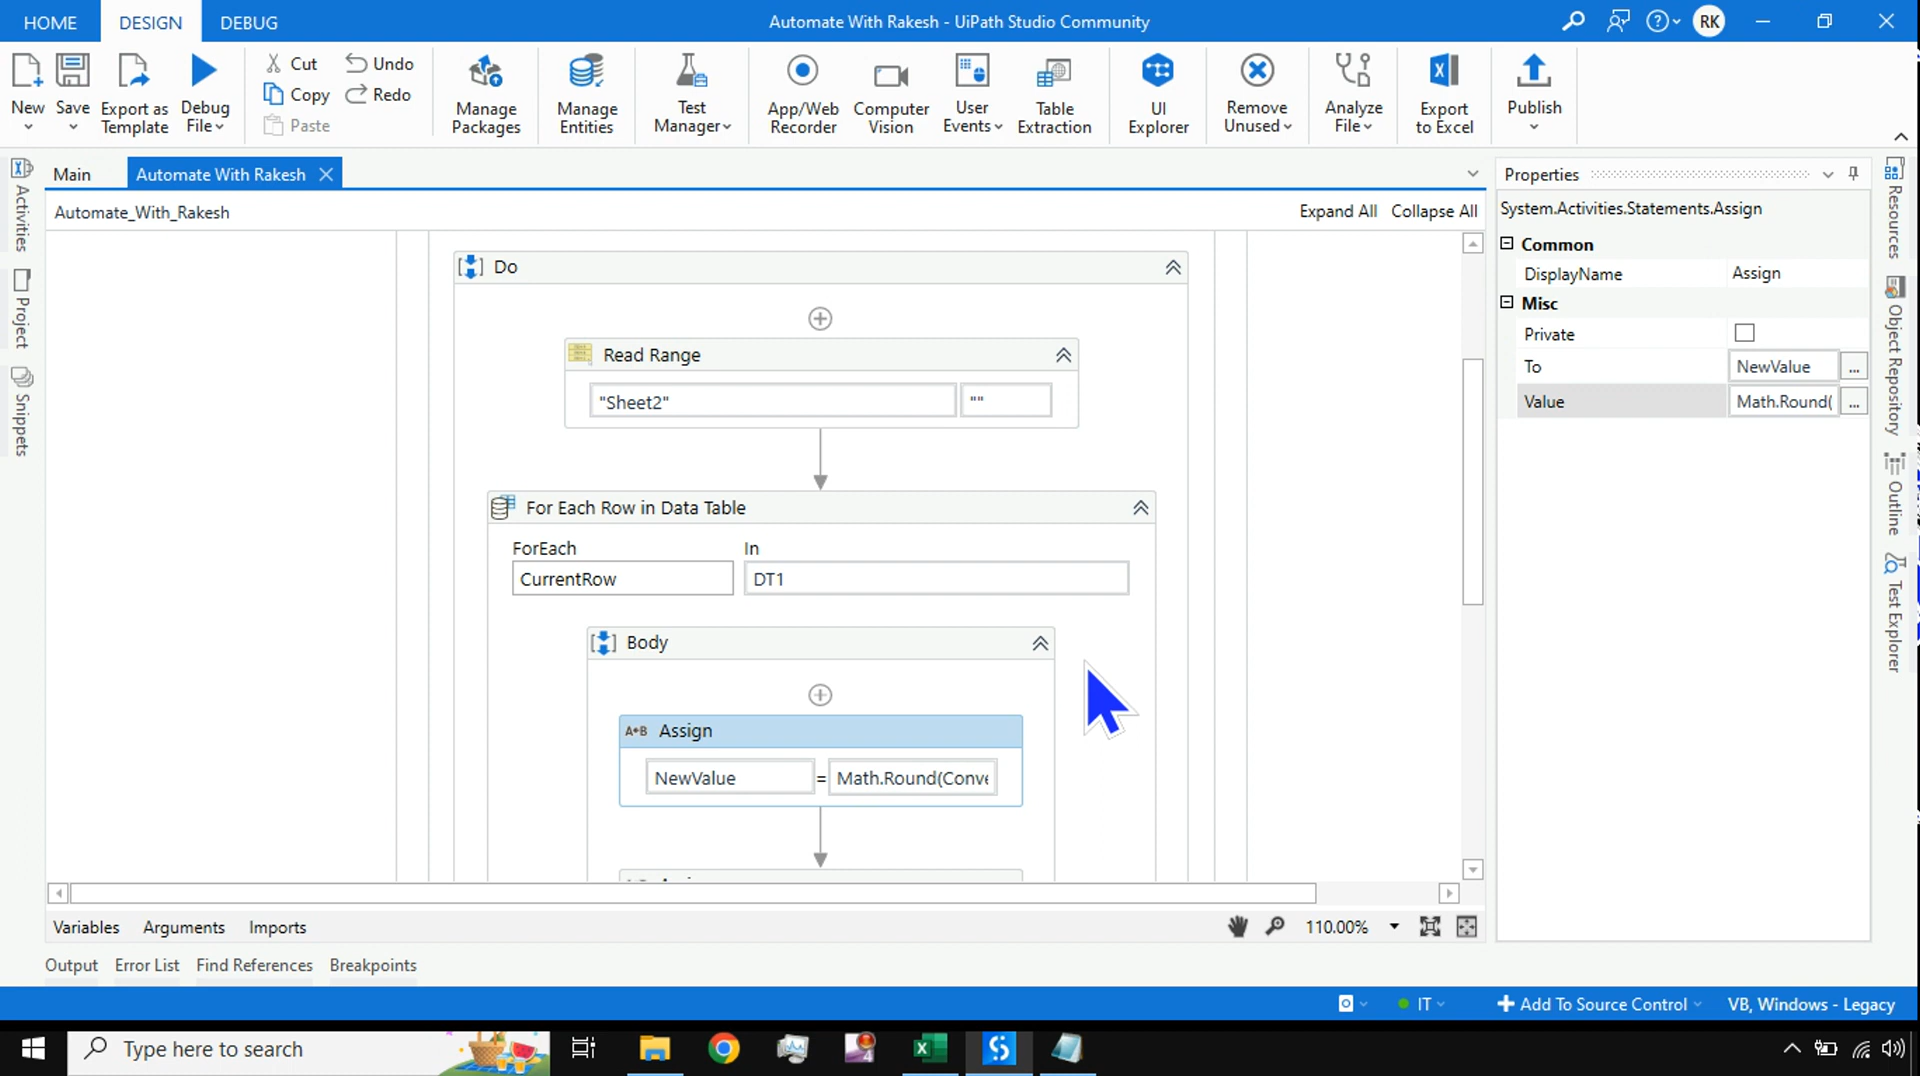 HOME DESIGN DEBUG Automate With Rakesh - UiPath Studio Community RK
New
Save
Export as
Template
Debug
File
Cut
Copy
Paste
Undo
Redo
Manage
Packages
Manage
Entities
Test
Manager
App/Web
Recorder
Computer
Vision
User
Events
Table
Extraction
UI
Explorer
Remove
Unused
Analyze
File
Export
to Excel
Publish
Activities
Project
Snippets
Main Automate With Rakesh
Automate_With_Rakesh Expand All Collapse All
Do
Read Range
"Sheet2" ""
For Each Row in Data Table
ForEach In
CurrentRow DT1
Body
A+B Assign
NewValue = Math.Round(Conve
Properties
System.Activities.Statements.Assign
Common
DisplayName Assign
Misc
Private
To NewValue ...
Value Math.Round( ...
Resources
Object Repository
Outline
Test Explorer
Variables Arguments Imports 110.00%
Output Error List Find References Breakpoints
IT Add To Source Control VB, Windows - Legacy
Type here to search